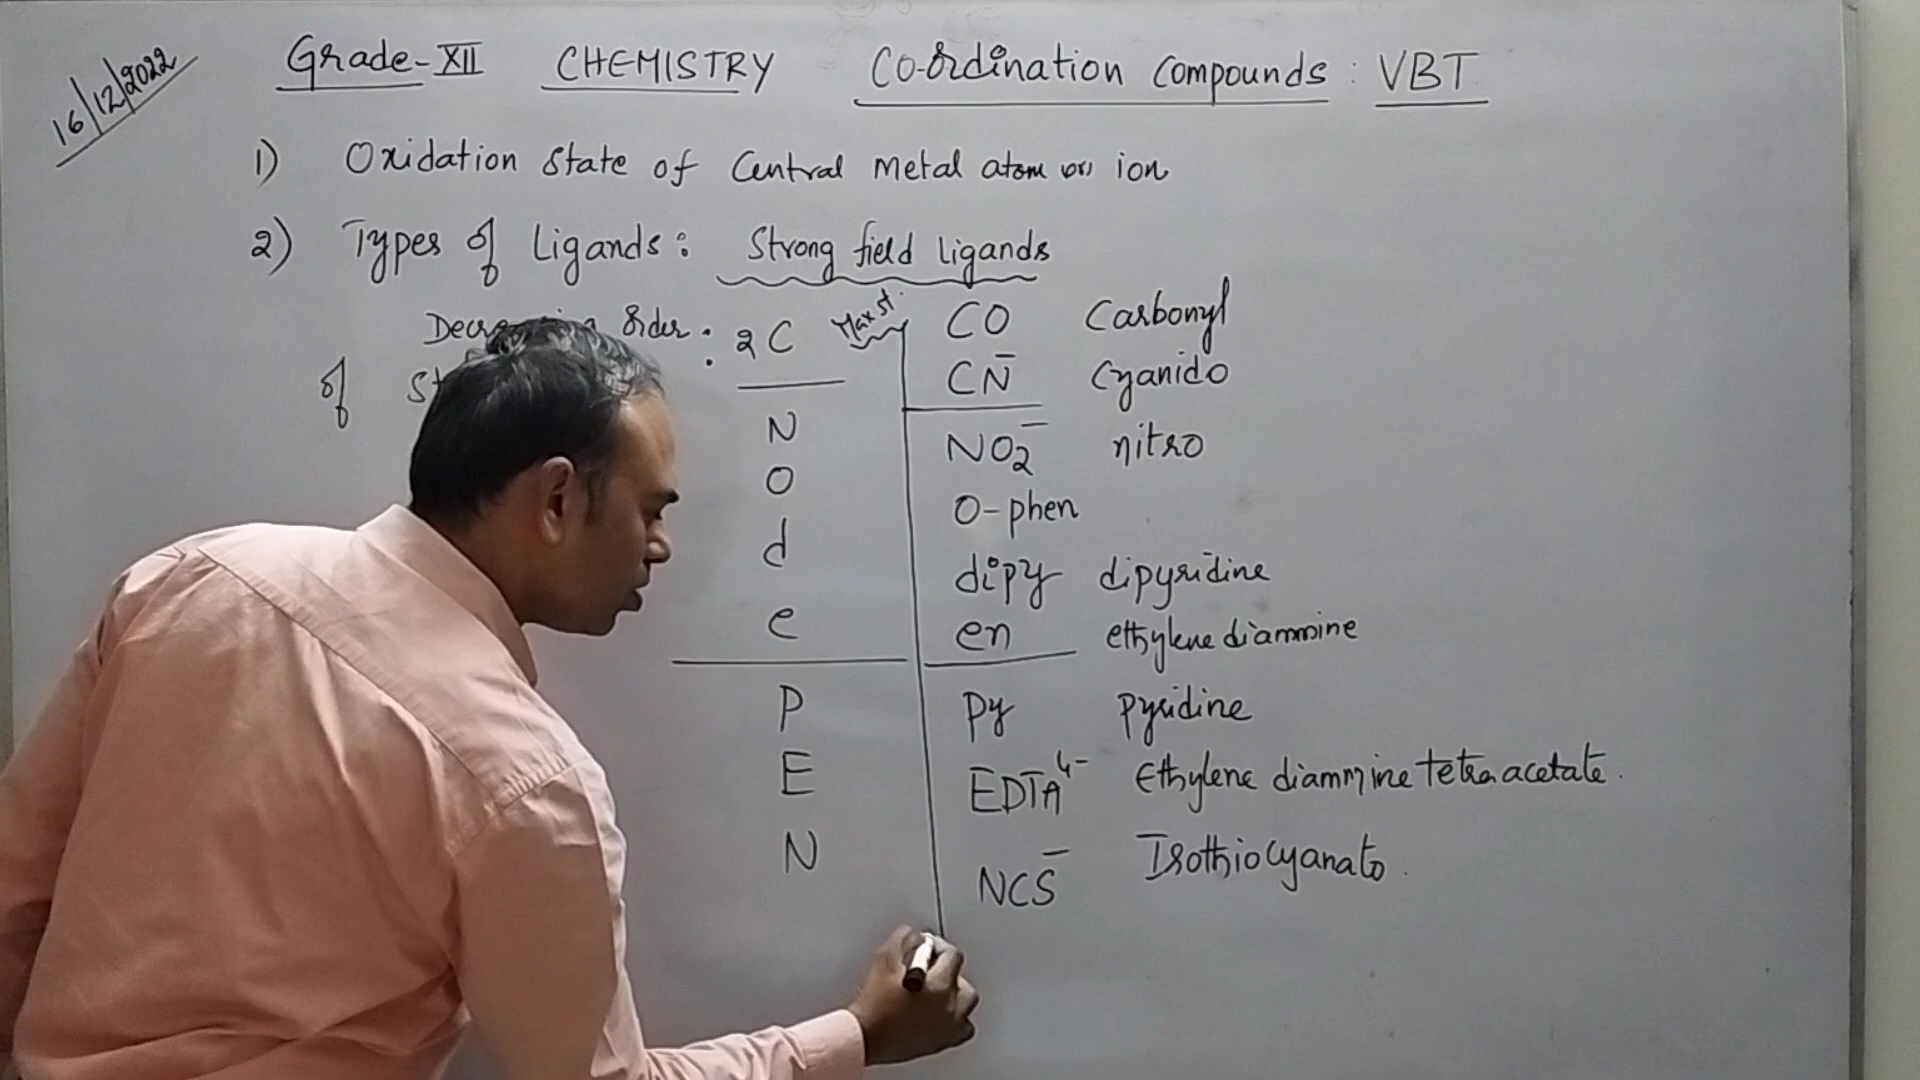 16/12/2022
Grade-XII CHEMISTRY Co-ordination Compounds : VBT
1) Oxidation State of Central Metal atom (or) ion
2) Types of Ligands : Strong field ligands
Order :
of
2C
Max st.
N
O
d
e
P
E
N
CO Carbonyl
CN⁻ Cyanido
NO₂⁻ nitro
O-phen
dipy dipyridine
en ethylene diammine
Py Pyridine
EDTA⁴⁻ Ethylene diammine tetra acetate.
NCS⁻ Isothiocyanato.